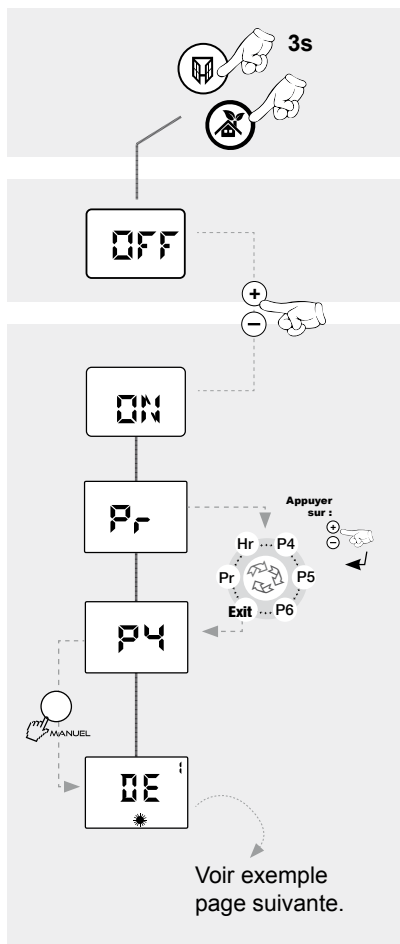 3s
OFF
+
−
ON
Pr
Appuyer
sur :
+
−
Hr ... P4
Pr
P5
Exit ... P6
P4
MANUEL
DE
1
Voir exemple
page suivante.